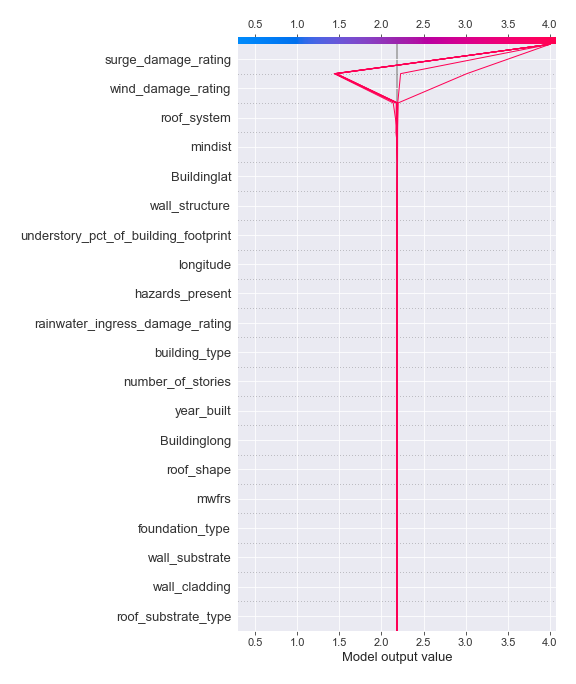 0.5 1.0 1.5 2.0 2.5 3.0 3.5 4.0
surge_damage_rating
wind_damage_rating
roof_system
mindist
Buildinglat
wall_structure
understory_pct_of_building_footprint
longitude
hazards_present
rainwater_ingress_damage_rating
building_type
number_of_stories
year_built
Buildinglong
roof_shape
mwfrs
foundation_type
wall_substrate
wall_cladding
roof_substrate_type
0.5 1.0 1.5 2.0 2.5 3.0 3.5 4.0
Model output value